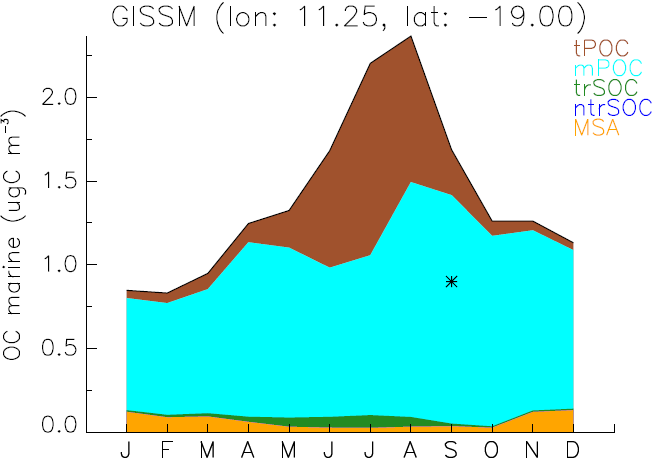 GISSM (lon: 11.25, lat: −19.00)
tPOC
mPOC
trSOC
ntrSOC
MSA
OC marine (ugC m⁻³)
2.0
1.5
1.0
0.5
0.0
J F M A M J J A S O N D